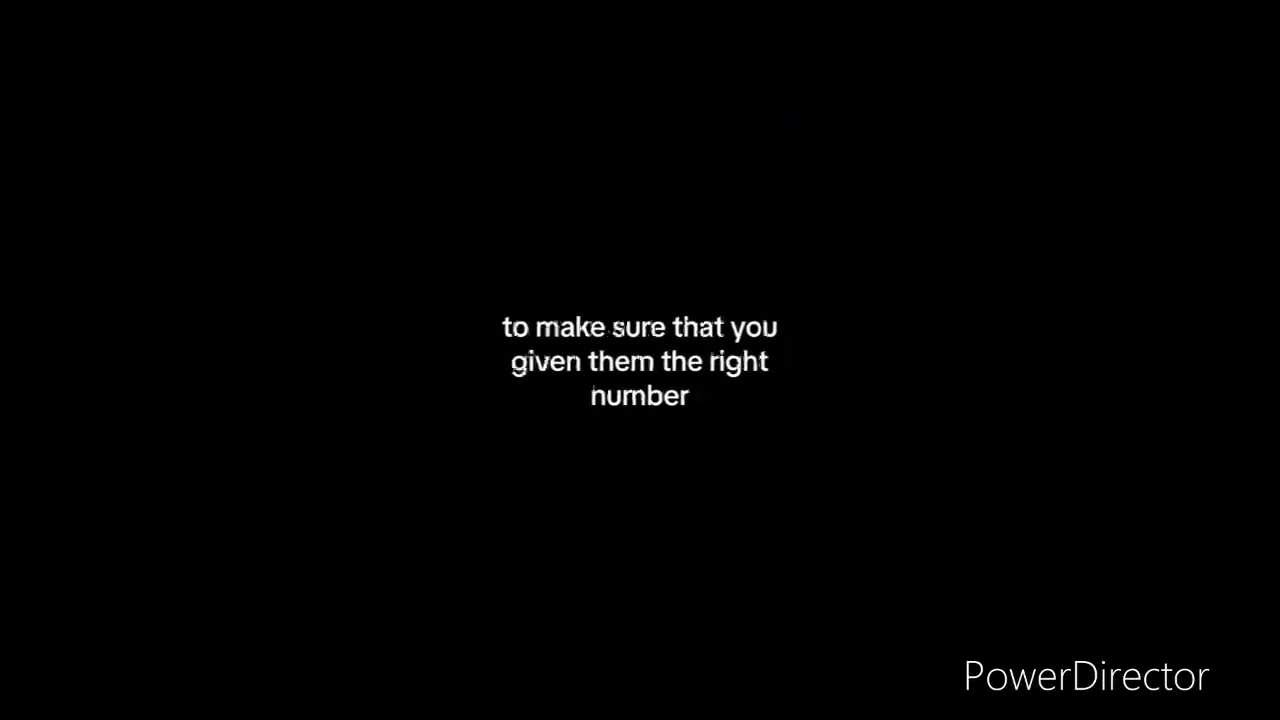 to make sure that you
given them the right
number
PowerDirector